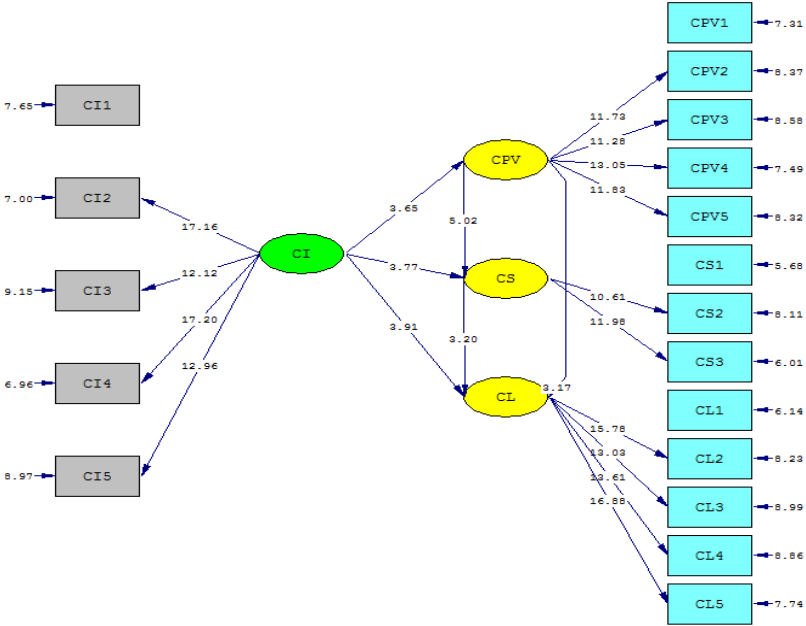 CPV1
7.31
CPV2
8.37
CPV3
8.58
CPV4
7.49
CPV5
8.32
CS1
5.68
CS2
8.11
CS3
6.01
CL1
6.14
CL2
8.23
CL3
8.99
CL4
8.86
CL5
7.74
7.65
CI1
7.00
CI2
9.15
CI3
6.96
CI4
8.97
CI5
17.16
12.12
17.20
12.96
CI
3.65
3.77
3.91
CPV
5.02
CS
3.20
CL
3.17
11.73
11.28
13.05
11.83
10.61
11.98
15.78
13.03
13.61
16.88